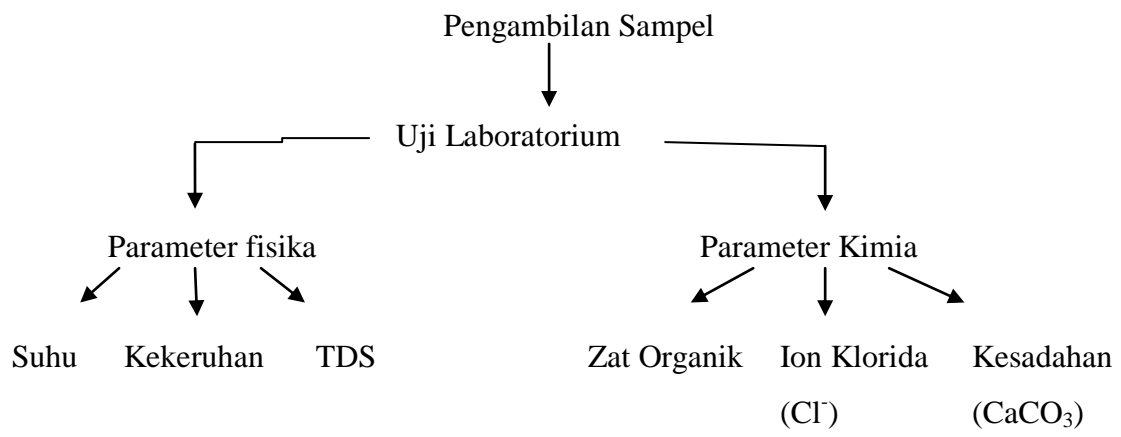 Pengambilan Sampel
Uji Laboratorium
Parameter fisika
Parameter Kimia
Suhu
Kekeruhan
TDS
Zat Organik
Ion Klorida
(Cl⁻)
Kesadahan
(CaCO₃)